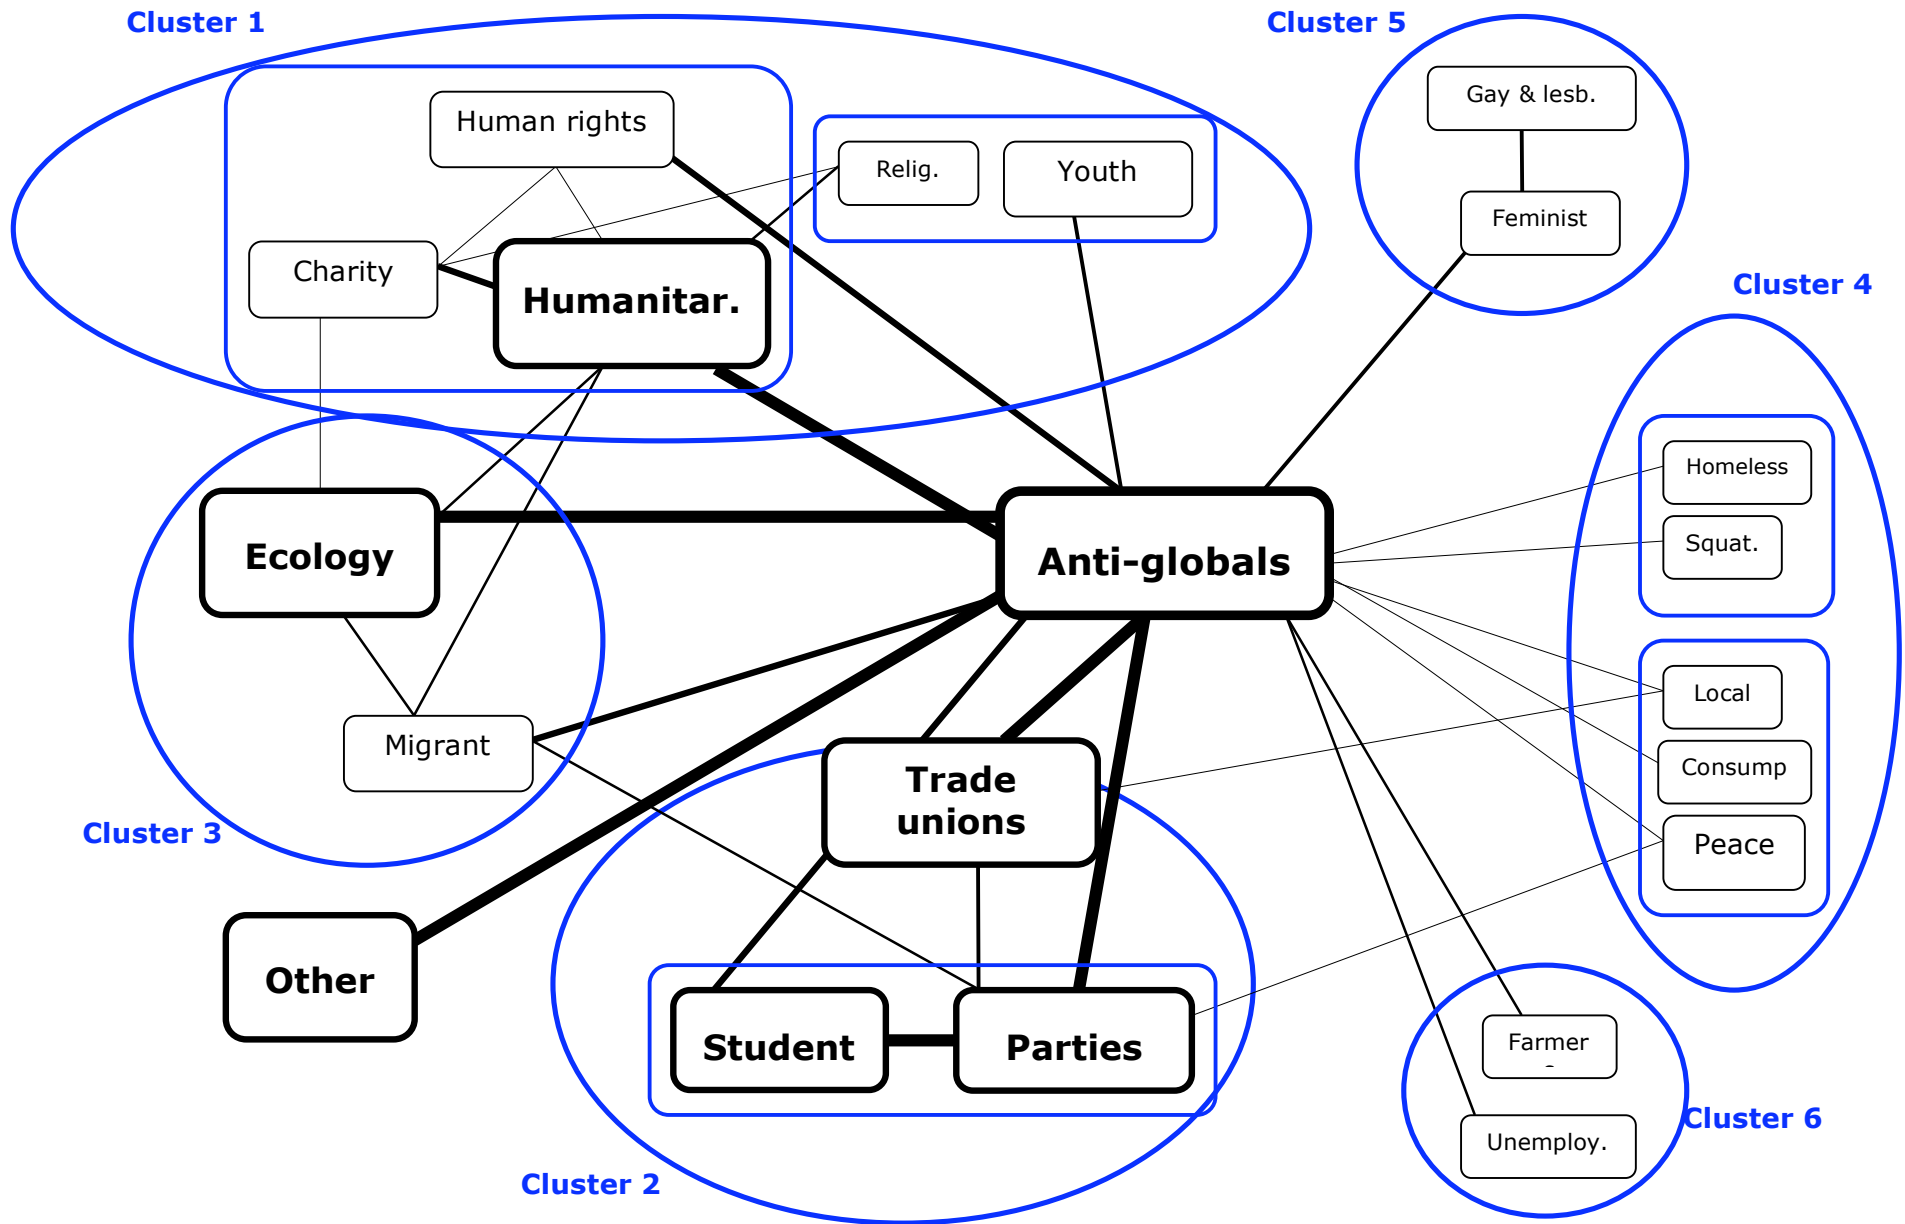 Cluster 1
Cluster 5
Gay & lesb.
Human rights
Relig.
Youth
Feminist
Charity
Humanitar.
Cluster 4
Homeless
Squat.
Ecology
Anti-globals
Local
Migrant
Consump
Trade
unions
Cluster 3
Peace
Other
Student
Parties
Farmer
Unemploy.
Cluster 6
Cluster 2